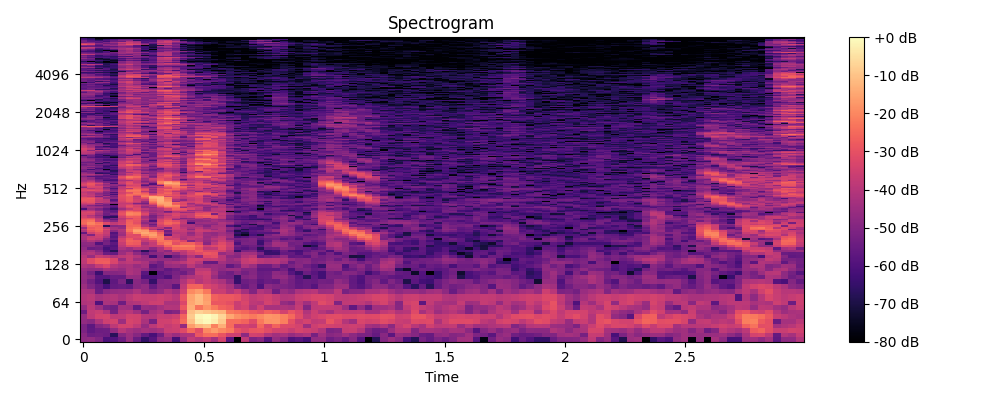 Spectrogram
Hz
4096
2048
1024
512
256
128
64
0
0
0.5
1
1.5
2
2.5
Time
+0 dB
-10 dB
-20 dB
-30 dB
-40 dB
-50 dB
-60 dB
-70 dB
-80 dB